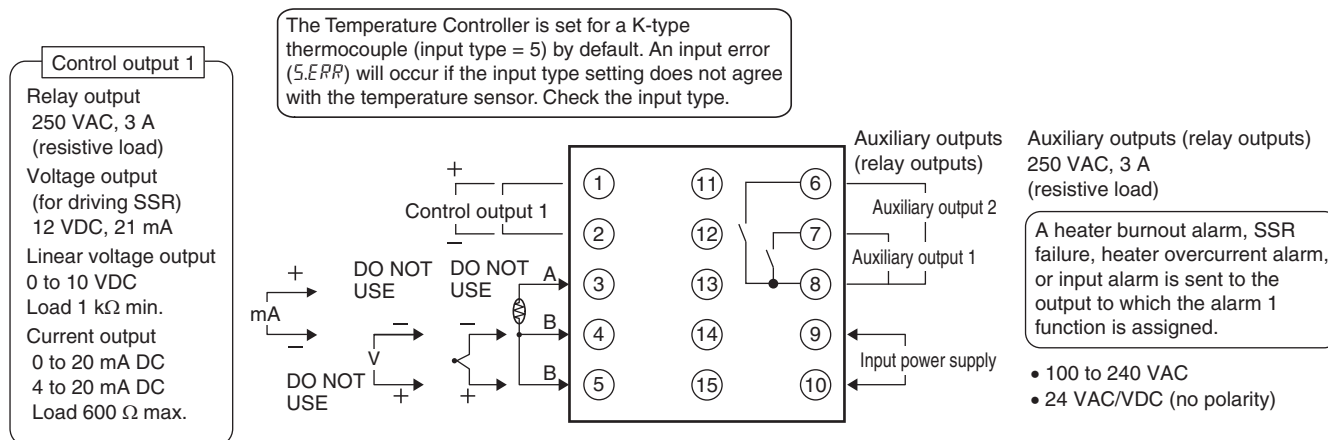 The Temperature Controller is set for a K-type
thermocouple (input type = 5) by default. An input error
(S.ERR) will occur if the input type setting does not agree
with the temperature sensor. Check the input type.
Control output 1
Relay output
250 VAC, 3 A
(resistive load)
Voltage output
(for driving SSR)
12 VDC, 21 mA
Linear voltage output
0 to 10 VDC
Load 1 kΩ min.
Current output
0 to 20 mA DC
4 to 20 mA DC
Load 600 Ω max.
+
mA
−
DO NOT
USE
−
V
+
DO NOT
USE
+
Control output 1
−
DO NOT
USE
−
+
A
B
B
1
2
3
4
5
11
12
13
14
15
6
7
8
9
10
Auxiliary outputs
(relay outputs)
Auxiliary output 2
Auxiliary output 1
Input power supply
Auxiliary outputs (relay outputs)
250 VAC, 3 A
(resistive load)
A heater burnout alarm, SSR
failure, heater overcurrent alarm,
or input alarm is sent to the
output to which the alarm 1
function is assigned.
• 100 to 240 VAC
• 24 VAC/VDC (no polarity)